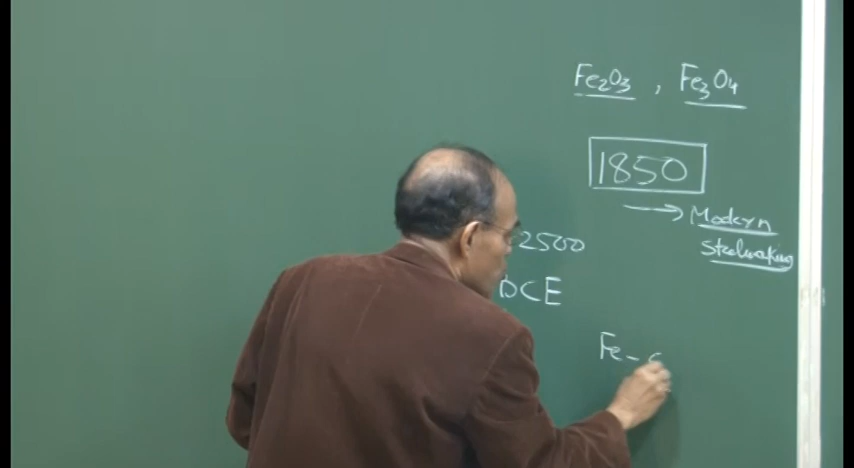 Fe2O3 , Fe3O4
1850
→ Modern
Steelmaking
2500
BCE
Fe - c